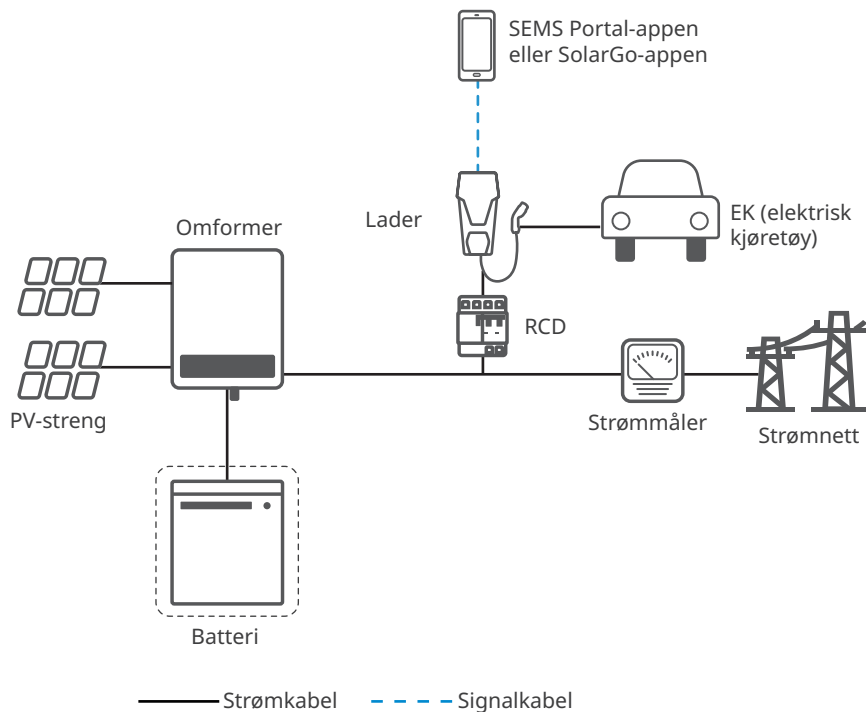 SEMS Portal-appen
eller SolarGo-appen
Omformer
Lader
EK (elektrisk
kjøretøy)
RCD
PV-streng
Strømmåler
Strømnett
Batteri
Strømkabel
Signalkabel